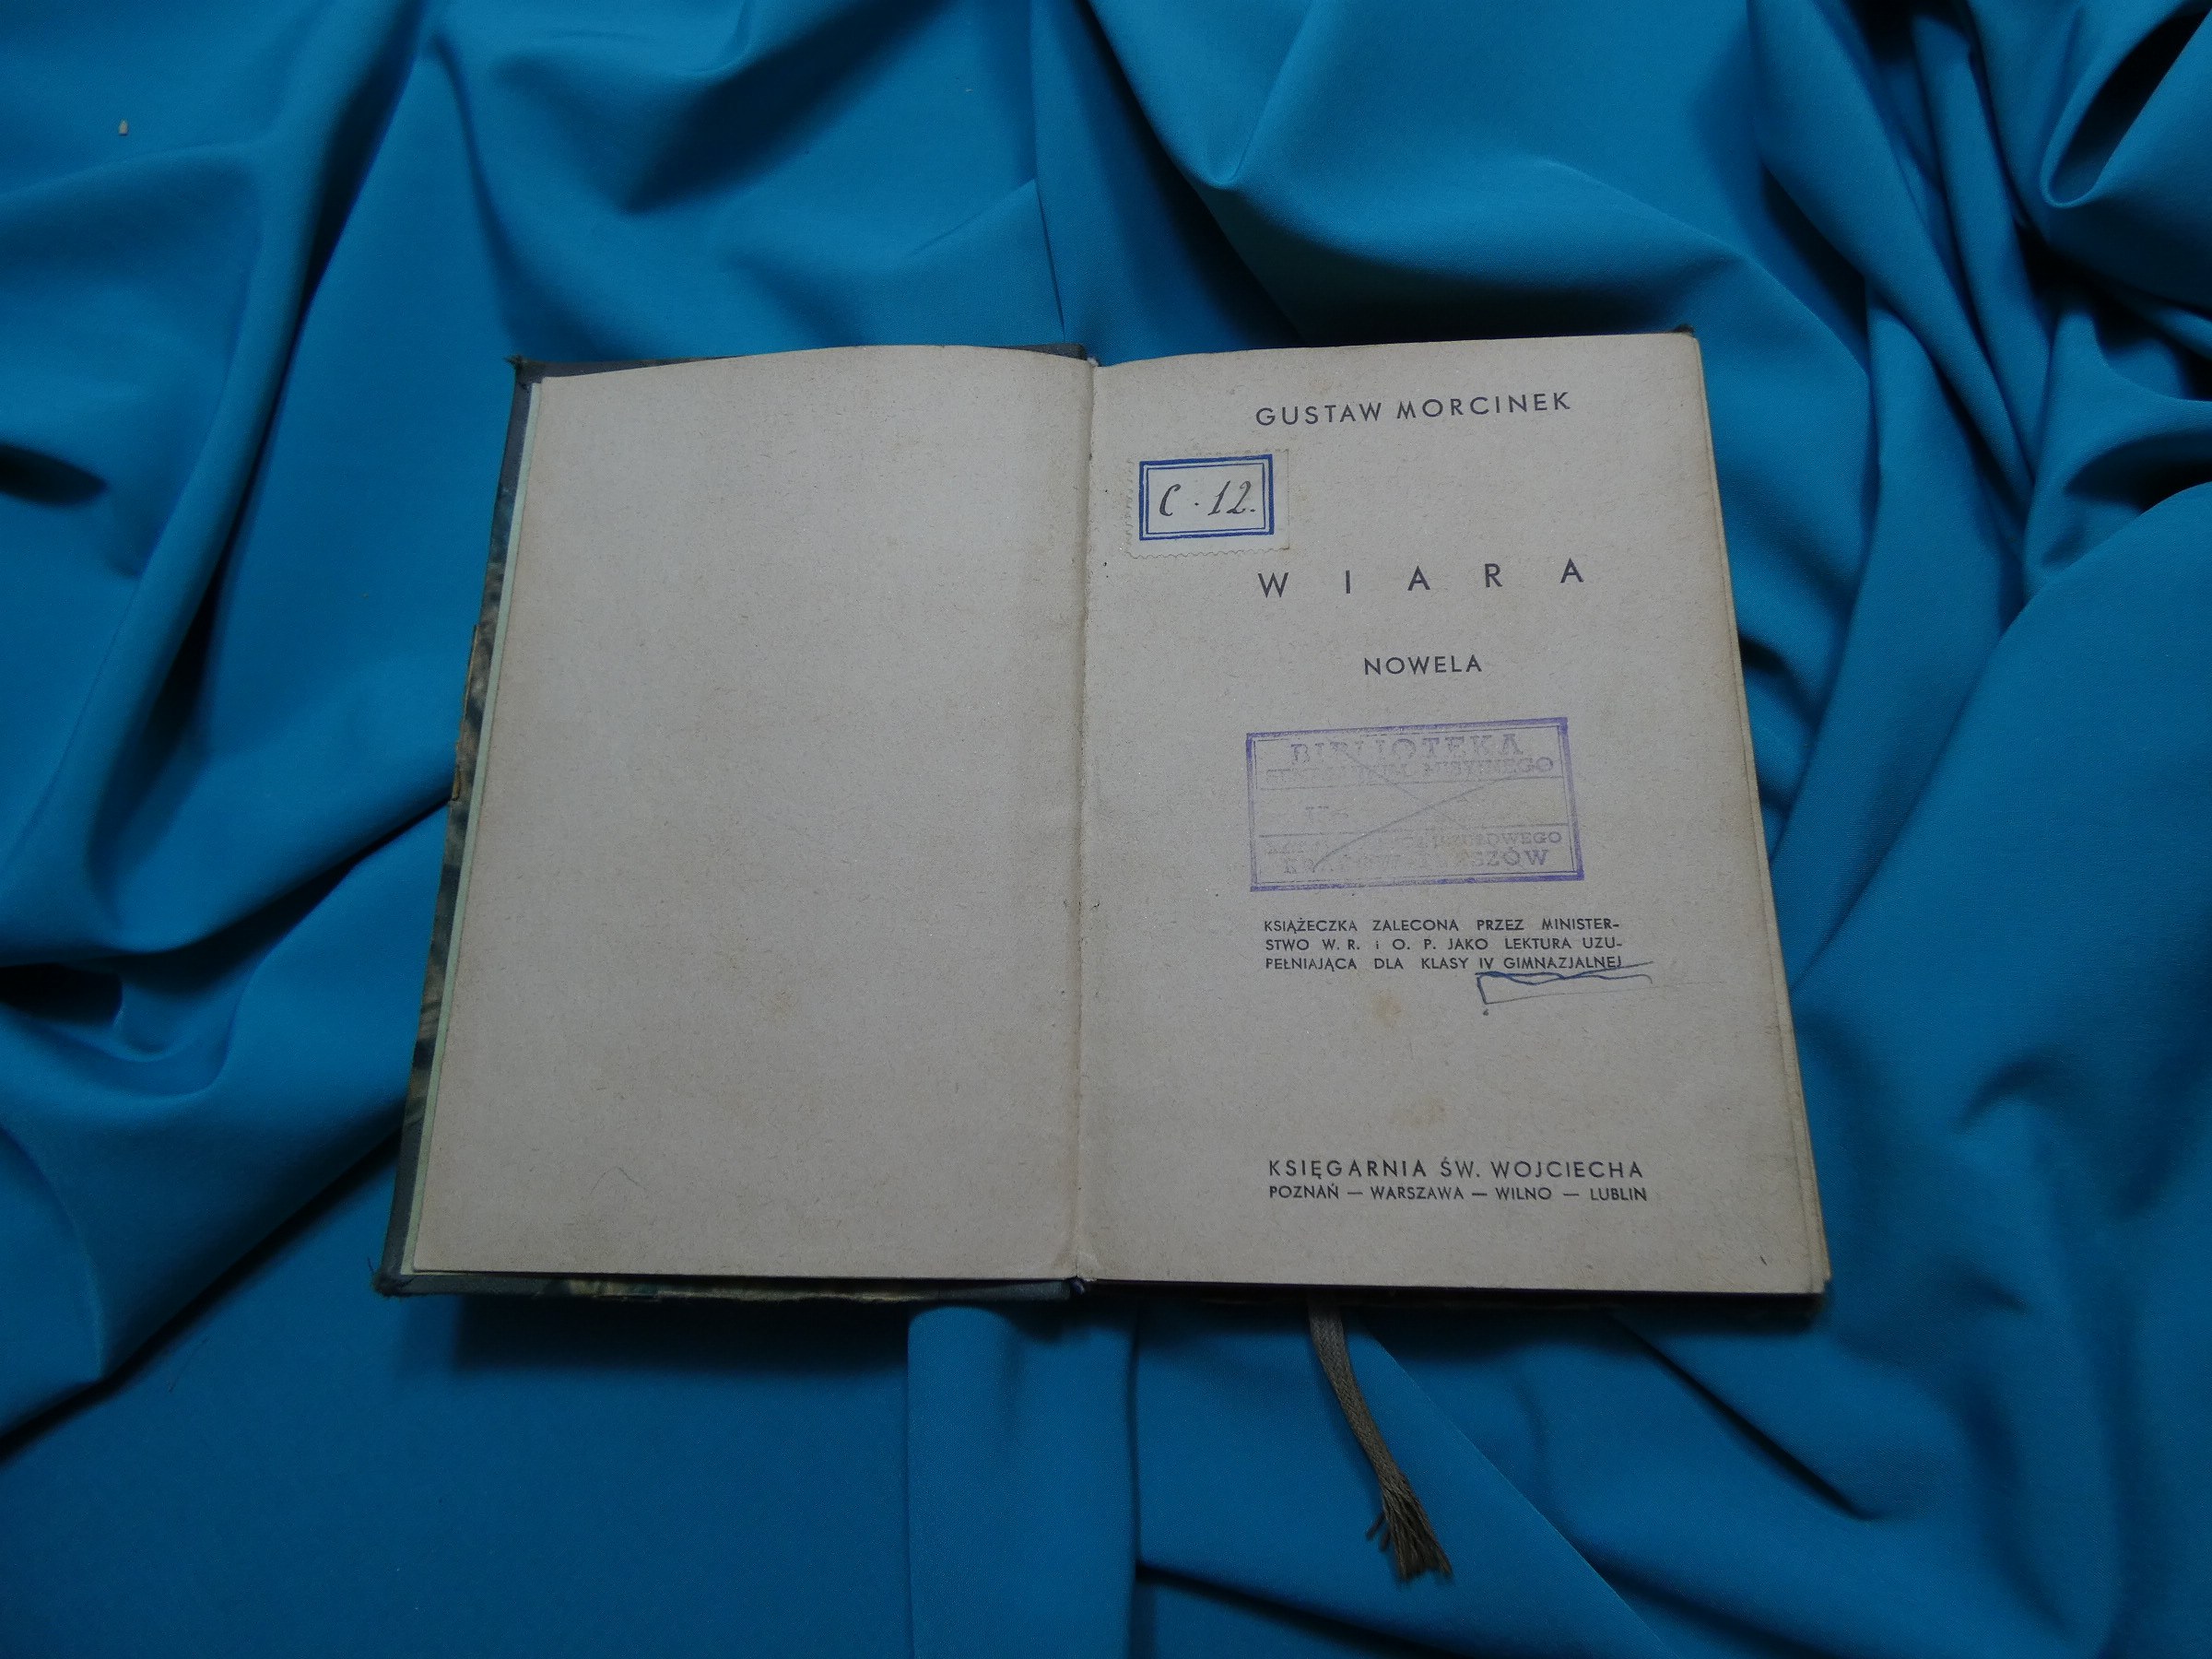 GUSTAW MORCINEK
C · 12.
WIARA
NOWELA
BIBLIOTEKA
KSIĄŻECZKA ZALECONA PRZEZ MINISTER-
STWO W. R. i O. P. JAKO LEKTURA UZU-
PEŁNIAJĄCA DLA KLASY IV GIMNAZJALNEJ
KSIĘGARNIA ŚW. WOJCIECHA
POZNAŃ — WARSZAWA — WILNO — LUBLIN